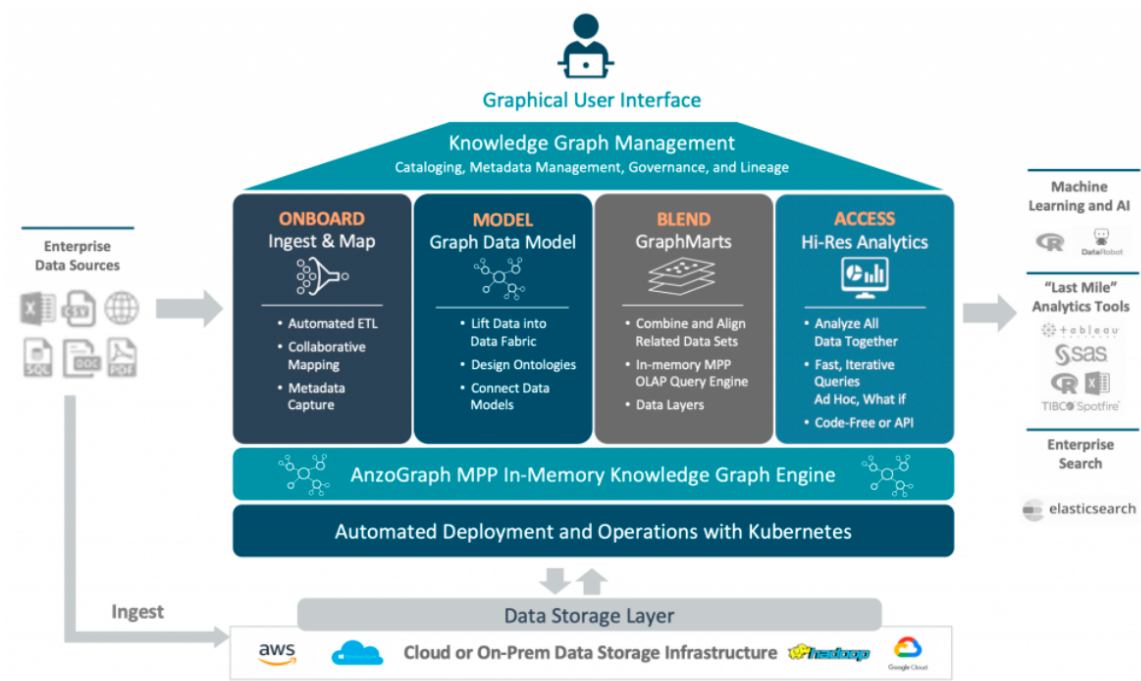 Graphical User Interface
Knowledge Graph Management
Cataloging, Metadata Management, Governance, and Lineage
Enterprise
Data Sources
CSV
SQL
DOC
PDF
ONBOARD
Ingest & Map
• Automated ETL
• Collaborative
Mapping
• Metadata
Capture
MODEL
Graph Data Model
• Lift Data into
Data Fabric
• Design Ontologies
• Connect Data
Models
BLEND
GraphMarts
• Combine and Align
Related Data Sets
• In-memory MPP
OLAP Query Engine
• Data Layers
ACCESS
Hi-Res Analytics
• Analyze All
Data Together
• Fast, Iterative
Queries
Ad Hoc, What if
• Code-Free or API
Machine
Learning and AI
R
DataRobot
“Last Mile”
Analytics Tools
+ableau
sas
R
X
TIBCO Spotfire
Enterprise
Search
elasticsearch
AnzoGraph MPP In-Memory Knowledge Graph Engine
Automated Deployment and Operations with Kubernetes
Ingest
Data Storage Layer
aws
Cloud or On-Prem Data Storage Infrastructure
hadoop
Google Cloud